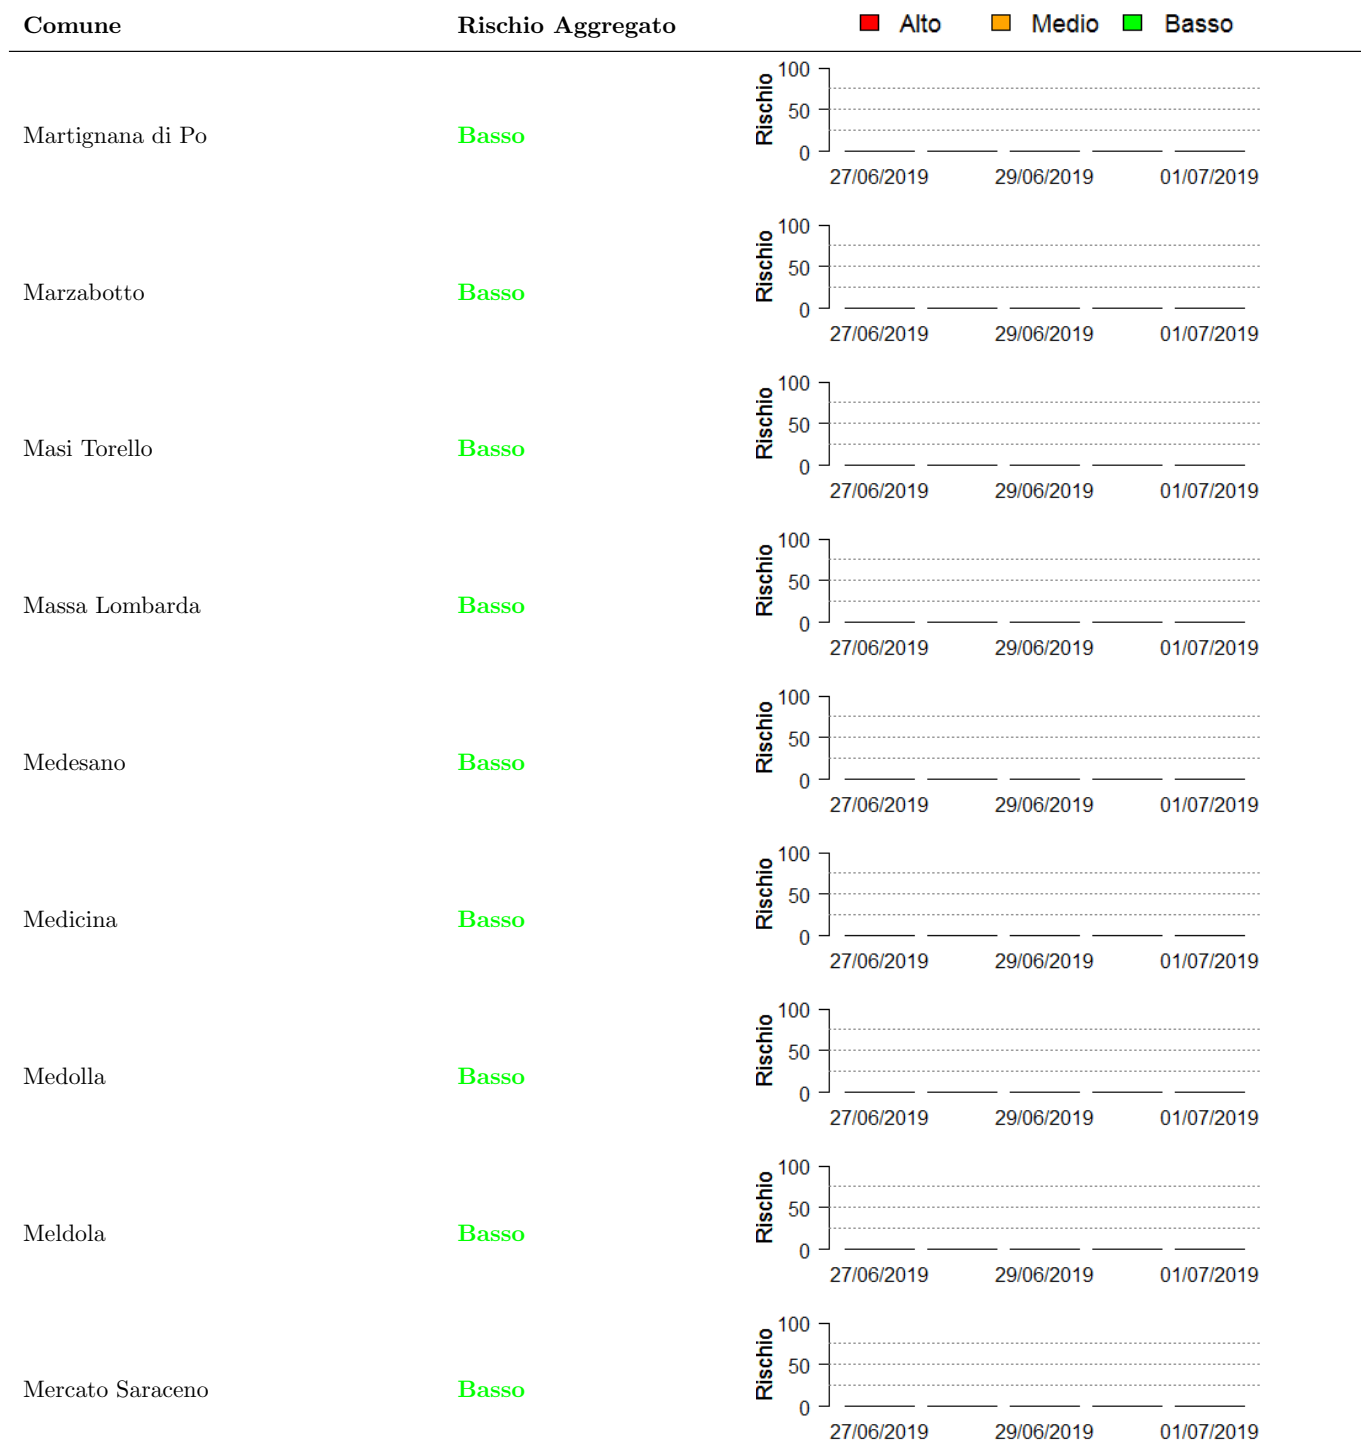 Comune Rischio Aggregato Alto Medio Basso
100
50
0
Rischio
Martignana di Po Basso
27/06/2019 29/06/2019 01/07/2019
100
50
0
Rischio
Marzabotto Basso
27/06/2019 29/06/2019 01/07/2019
100
50
0
Rischio
Masi Torello Basso
27/06/2019 29/06/2019 01/07/2019
100
50
0
Rischio
Massa Lombarda Basso
27/06/2019 29/06/2019 01/07/2019
100
50
0
Rischio
Medesano Basso
27/06/2019 29/06/2019 01/07/2019
100
50
0
Rischio
Medicina Basso
27/06/2019 29/06/2019 01/07/2019
100
50
0
Rischio
Medolla Basso
27/06/2019 29/06/2019 01/07/2019
100
50
0
Rischio
Meldola Basso
27/06/2019 29/06/2019 01/07/2019
100
50
0
Rischio
Mercato Saraceno Basso
27/06/2019 29/06/2019 01/07/2019